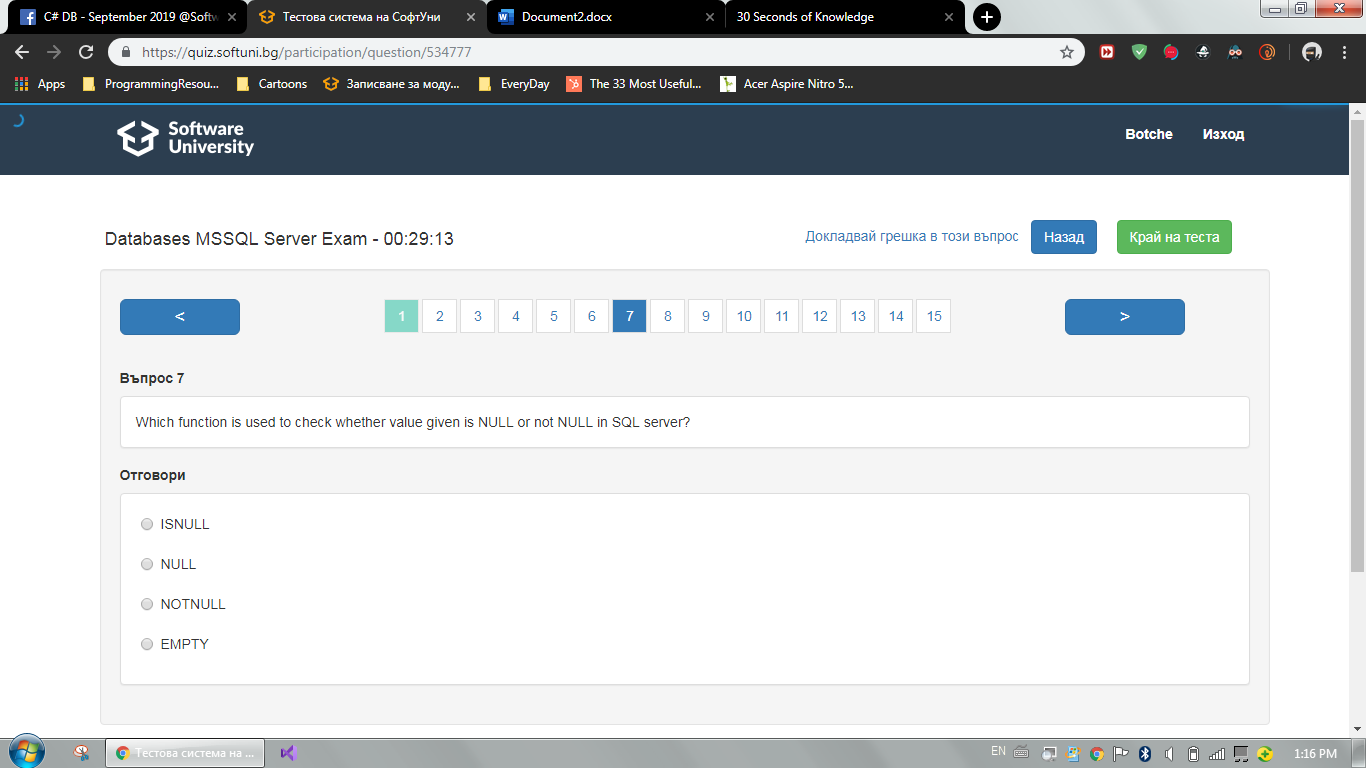 C# DB - September 2019 @Softw
Тестова система на СофтУни
Document2.docx
30 Seconds of Knowledge
https://quiz.softuni.bg/participation/question/534777
Apps
ProgrammingResou...
Cartoons
Записване за моду...
EveryDay
The 33 Most Useful...
Acer Aspire Nitro 5...
Software University
Botche
Изход
Databases MSSQL Server Exam - 00:29:13
Докладвай грешка в този въпрос
Назад
Край на теста
<
1 2 3 4 5 6 7 8 9 10 11 12 13 14 15
>
Въпрос 7
Which function is used to check whether value given is NULL or not NULL in SQL server?
Отговори
ISNULL
NULL
NOTNULL
EMPTY
Тестова система на ...
EN
1:16 PM